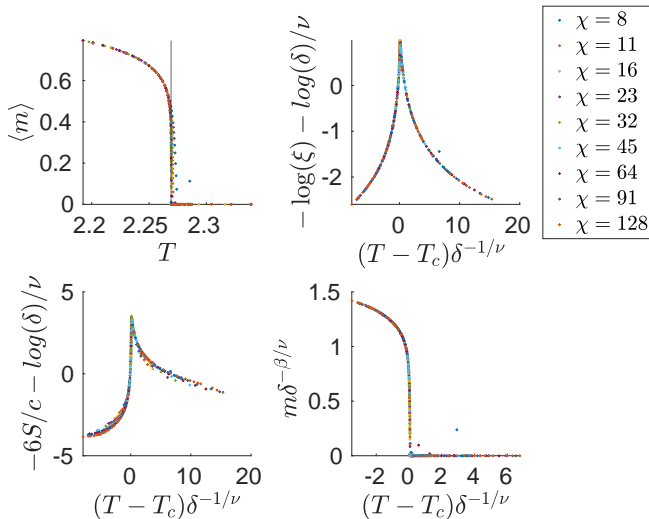 0.6
0.4
0.2
0
⟨m⟩
2.2 2.25 2.3
T
0
-1
-2
− log(ξ) − log(δ)/ν
0 10 20
(T − T_c)δ^{−1/ν}
χ = 8
χ = 11
χ = 16
χ = 23
χ = 32
χ = 45
χ = 64
χ = 91
χ = 128
5
0
-5
−6S/c − log(δ)/ν
0 10 20
(T − T_c)δ^{−1/ν}
1.5
1
0.5
0
mδ^{−β/ν}
-2 0 2 4 6
(T − T_c)δ^{−1/ν}